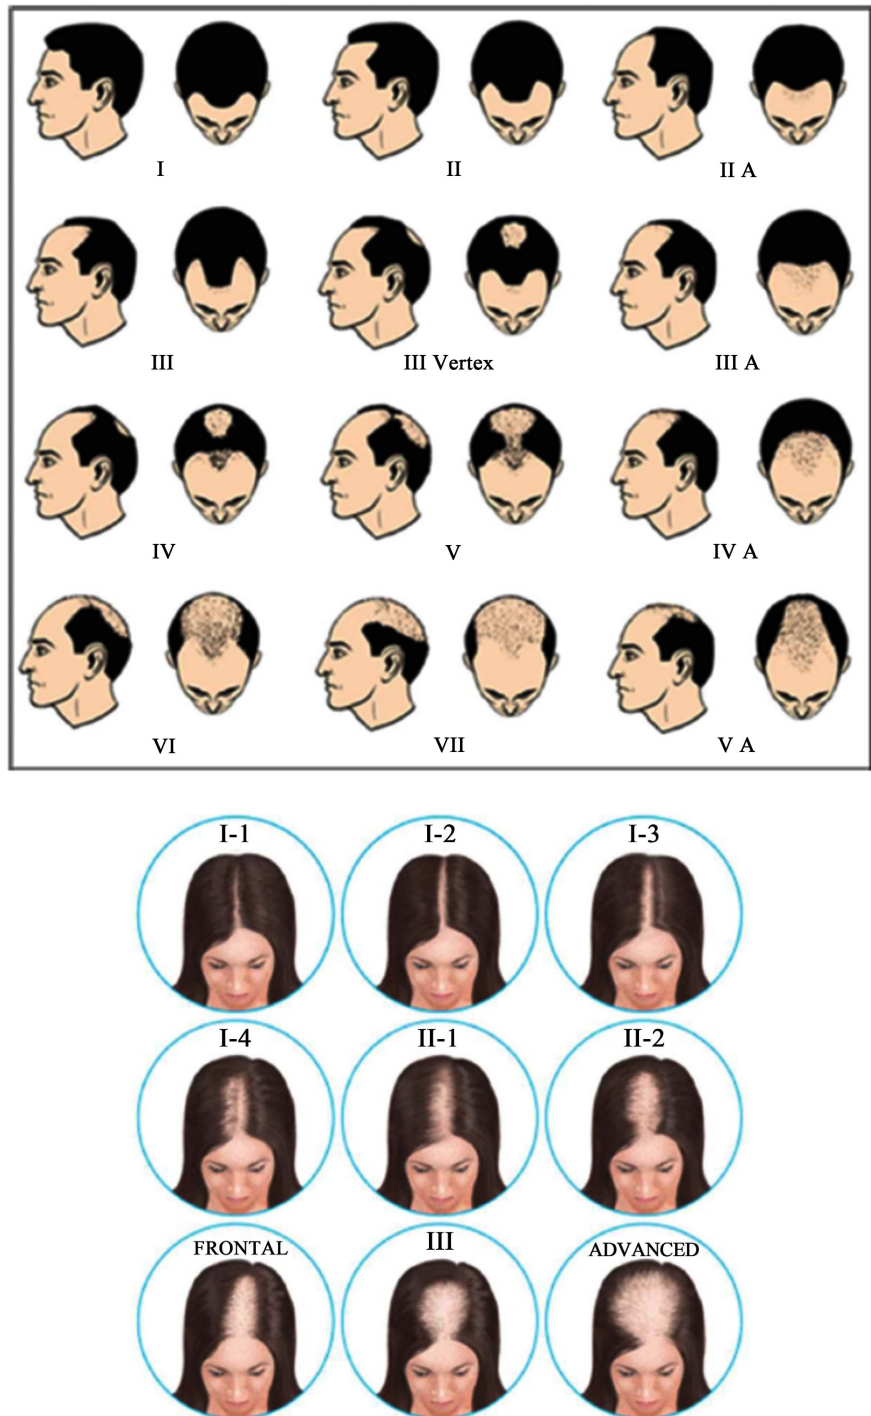 I
II
II A
III
III Vertex
III A
IV
V
IV A
VI
VII
V A
I-1
I-2
I-3
I-4
II-1
II-2
FRONTAL
III
ADVANCED